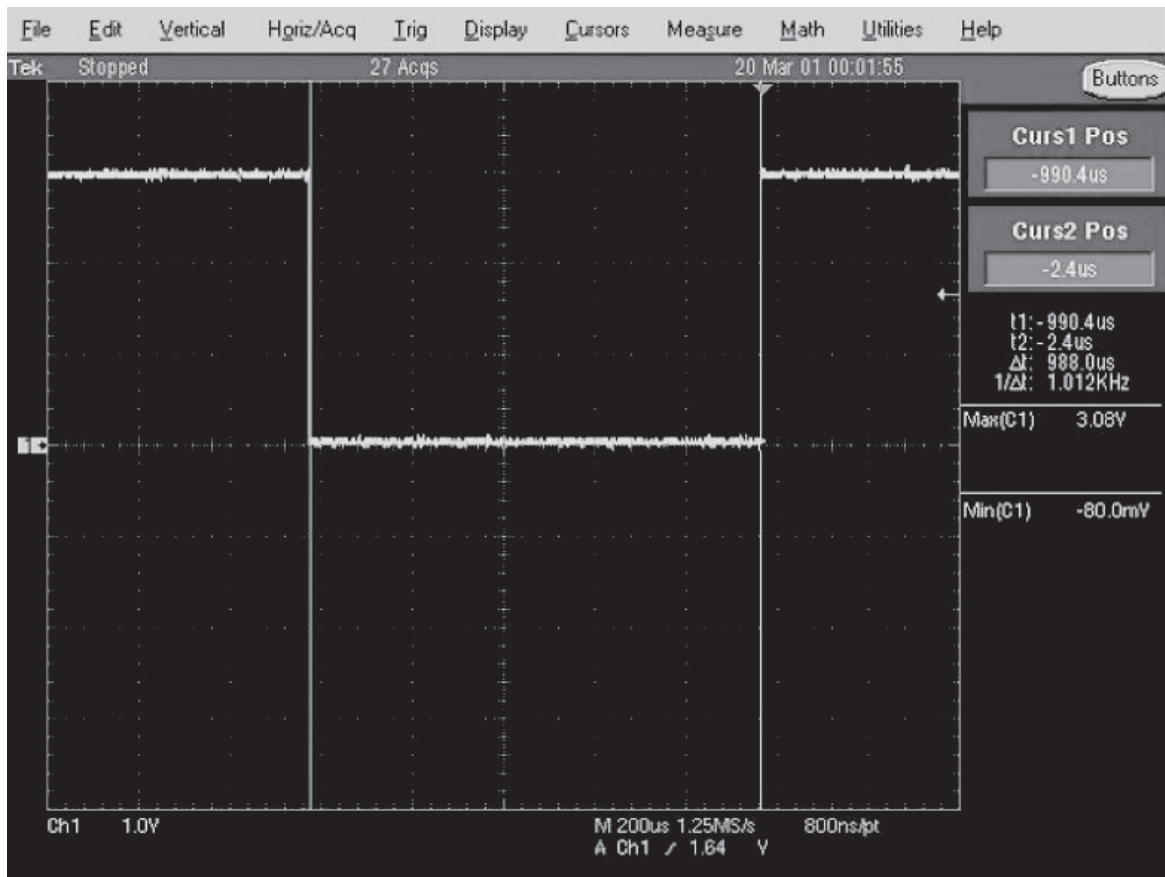 File Edit Vertical Horiz/Acq Trig Display Cursors Measure Math Utilities Help
Tek Stopped 27 Acqs 20 Mar 01 00:01:55
Buttons
Curs1 Pos
-990.4us
Curs2 Pos
-2.4us
t1: -990.4us
t2: -2.4us
Δt: 988.0us
1/Δt: 1.012KHz
Max(C1) 3.08V
Min(C1) -80.0mV
1
Ch1 1.0V M 200us 1.25MS/s 800ns/pt
A Ch1 / 1.64 V